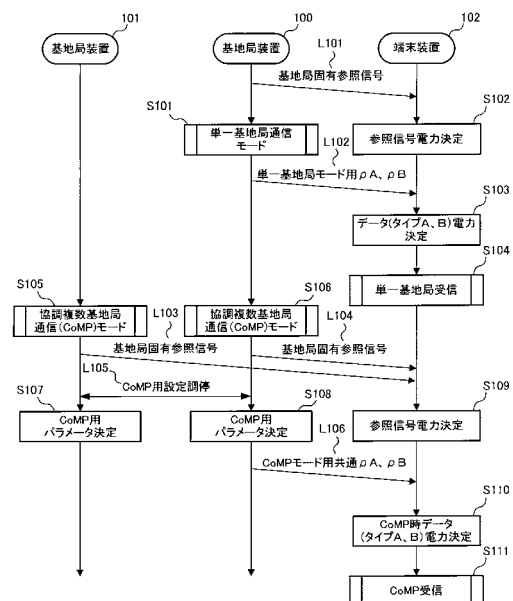 101
100
102
基地局装置
基地局装置
端末装置
L101
基地局固有参照信号
S102
S101
参照信号電力決定
単一基地局通信
モード
L102
単一基地局モード用ρA、ρB
S103
データ(タイプA、B)電力
決定
S104
単一基地局受信
S105
S106
協調複数基地局
通信(CoMP)モード
L103
協調複数基地局
通信(CoMP)モード
L104
基地局固有参照信号
基地局固有参照信号
L105
CoMP用設定調停
S107
S108
S109
CoMP用
パラメータ決定
CoMP用
パラメータ決定
参照信号電力決定
L106
CoMPモード用共通ρA、ρB
S110
CoMP時データ
(タイプA、B)電力決定
S111
CoMP受信